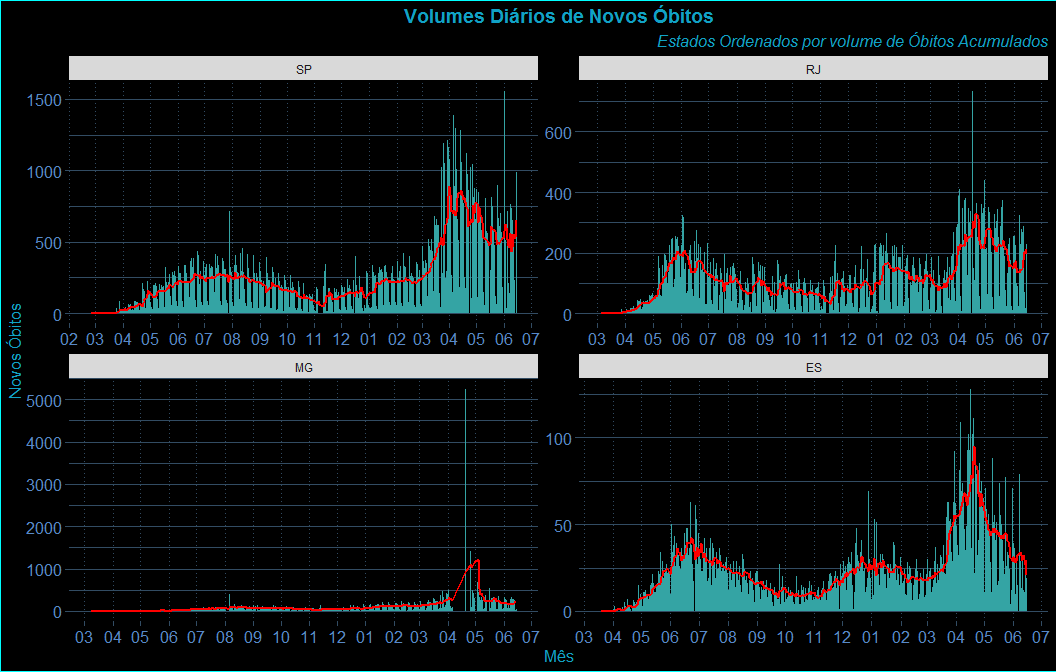 Volumes Diários de Novos Óbitos
Estados Ordenados por volume de Óbitos Acumulados
SP
RJ
1500
1000
500
0
600
400
200
0
02 03 04 05 06 07 08 09 10 11 12 01 02 03 04 05 06 07
03 04 05 06 07 08 09 10 11 12 01 02 03 04 05 06 07
Novos Óbitos
MG
ES
5000
4000
3000
2000
1000
0
100
50
0
03 04 05 06 07 08 09 10 11 12 01 02 03 04 05 06 07
03 04 05 06 07 08 09 10 11 12 01 02 03 04 05 06 07
Mês